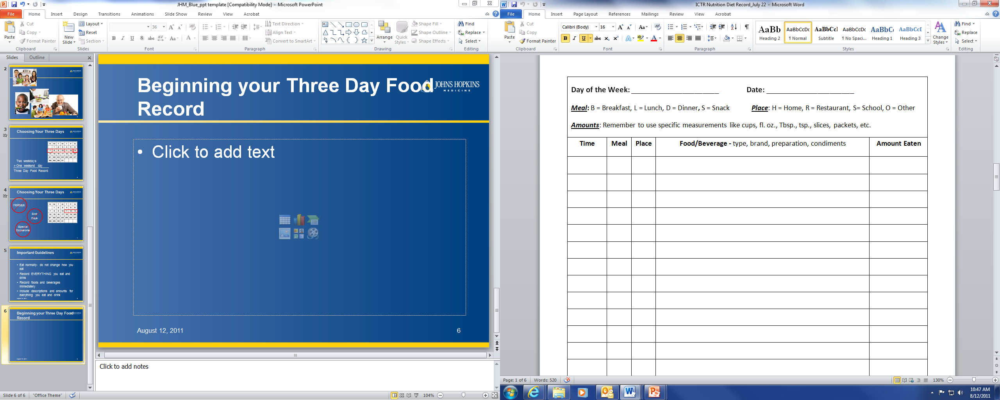 JHM_Blue_ppt template [Compatibility Mode] - Microsoft PowerPoint
File Home Insert Design Transitions Animations Slide Show Review View Acrobat
Paste Cut Copy Format Painter
Clipboard
New Slide Layout Reset Section
Slides
36
Font
Text Direction
Align Text
Convert to SmartArt
Paragraph
Arrange Quick Styles Shape Fill Shape Outline Shape Effects
Drawing
Find
Replace
Select
Editing
Slides Outline
2
3
Choosing Your Three Days
Two weekdays
+ One weekend day
Three Day Food Record
4
Choosing Your Three Days
Holidays
Sick Days
Special Occasions
5
Important Guidelines
• Eat normally- do not change how you eat
• Record EVERYTHING you eat and drink
• Record foods and beverages immediately
• Include descriptions and amounts for everything you eat and drink
6
Beginning your Three Day Food Record
Beginning your Three Day Food
Record
JOHNS HOPKINS
MEDICINE
• Click to add text
August 12, 2011 6
Click to add notes
Slide 6 of 6 "Office Theme" 104%
ICTR Nutrition Diet Record_July 22 - Microsoft Word
File Home Insert Page Layout References Mailings Review View Acrobat
Paste Cut Copy Format Painter
Clipboard
Calibri (Body) 16
Font
Paragraph
AaBb AaBbCcDc AaBbCcI AaBbCcDc AaBbC AaBbCcI
Heading 2 ¶ Normal Subtitle ¶ No Spaci... Heading 1 Heading 3
Change Styles
Styles
Find
Replace
Select
Editing
Day of the Week: Date:
Meal: B = Breakfast, L = Lunch, D = Dinner, S = Snack Place: H = Home, R = Restaurant, S= School, O = Other
Amounts: Remember to use specific measurements like cups, fl. oz., Tbsp., tsp., slices, packets, etc.
Time Meal Place Food/Beverage - type, brand, preparation, condiments Amount Eaten
Page: 1 of 6 Words: 520 130%
10:47 AM
8/12/2011